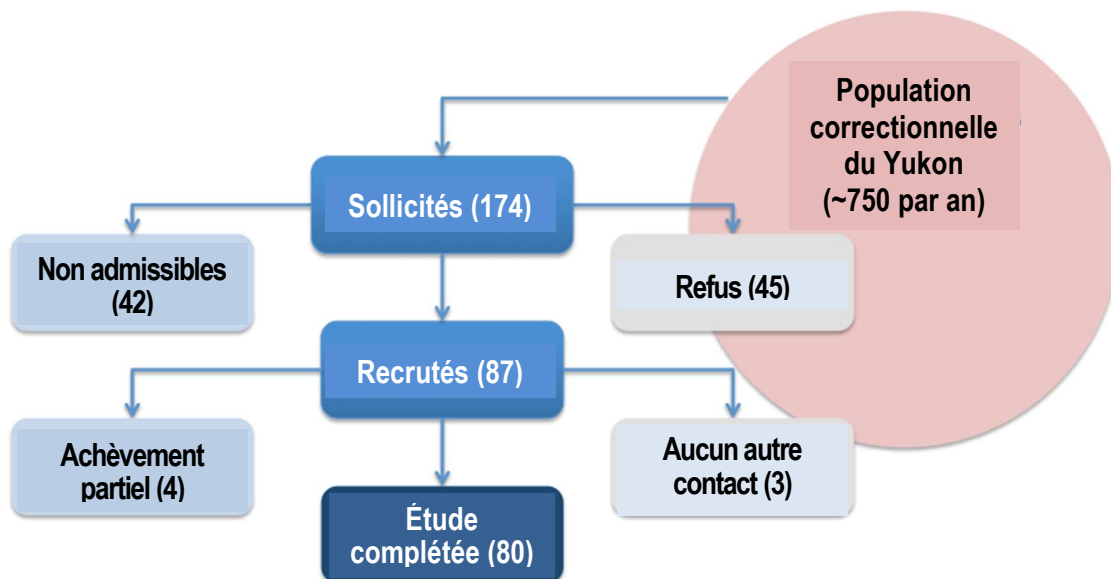 Population
correctionnelle
du Yukon
(~750 par an)
Sollicités (174)
Non admissibles
(42)
Refus (45)
Recrutés (87)
Achèvement
partiel (4)
Aucun autre
contact (3)
Étude
complétée (80)